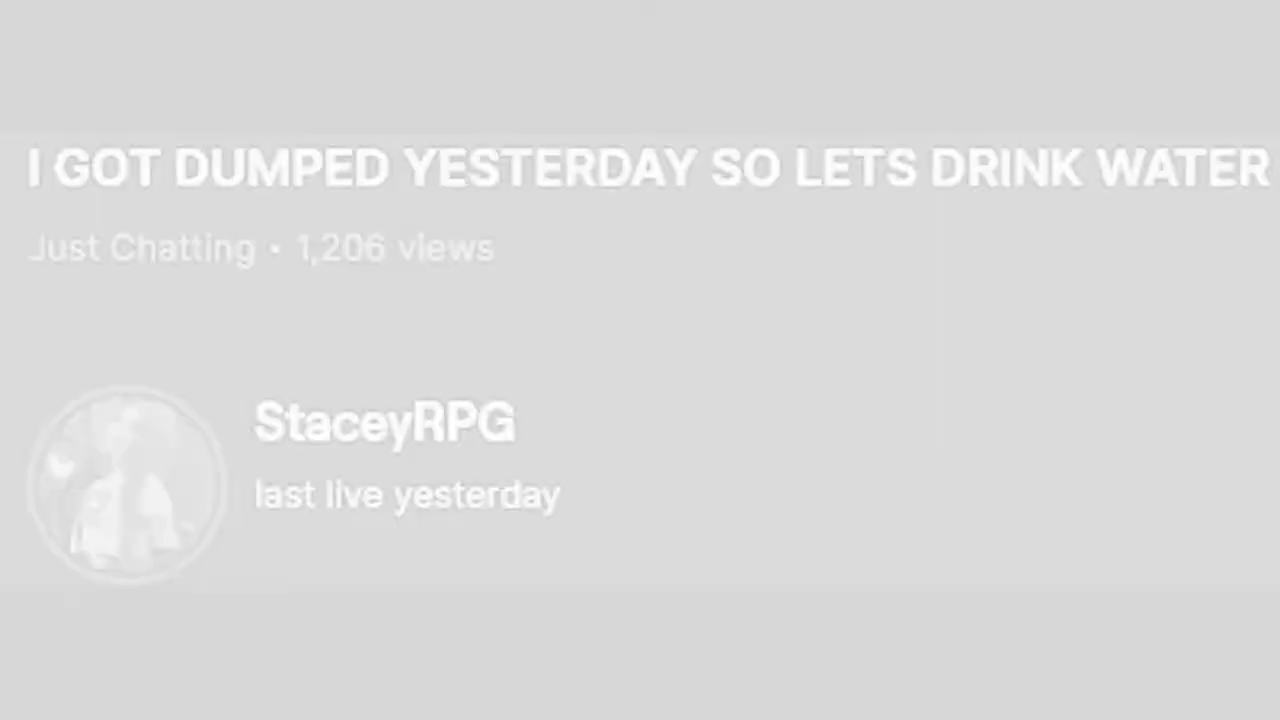 I GOT DUMPED YESTERDAY SO LETS DRINK WATER
Just Chatting • 1,206 views
StaceyRPG
last live yesterday